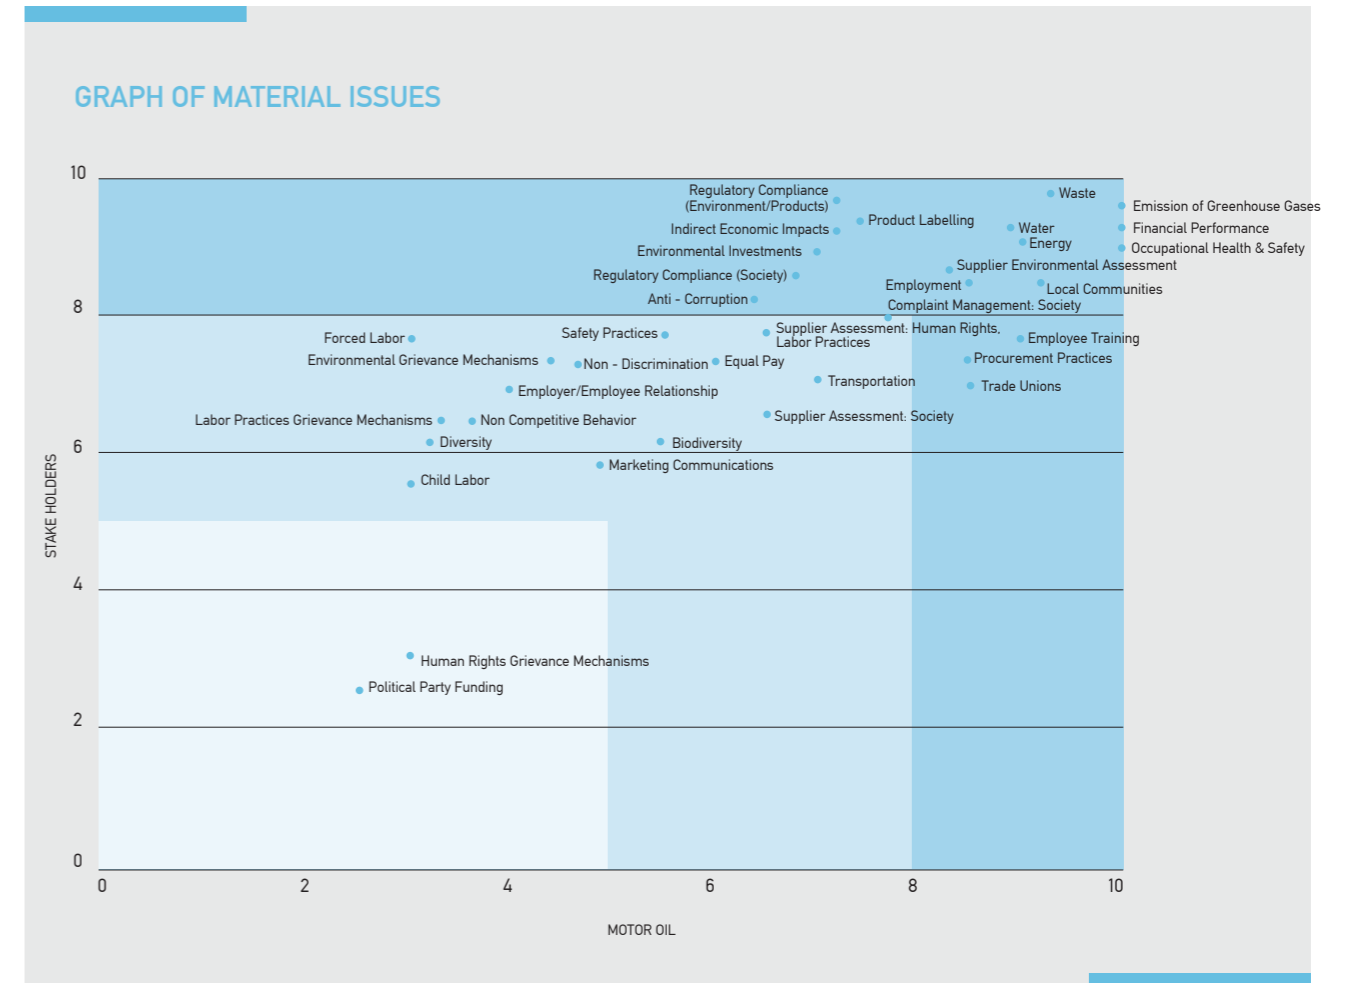 GRAPH OF MATERIAL ISSUES
10
Regulatory Compliance
(Environment/Products)
Waste
Emission of Greenhouse Gases
Product Labelling
Indirect Economic Impacts
Water
Financial Performance
Energy
Occupational Health & Safety
Environmental Investments
Supplier Environmental Assessment
Regulatory Compliance (Society)
Employment
Local Communities
Anti - Corruption
Complaint Management: Society
8
Forced Labor
Safety Practices
Supplier Assessment: Human Rights,
Labor Practices
Employee Training
Environmental Grievance Mechanisms
Non - Discrimination
Equal Pay
Procurement Practices
Transportation
Trade Unions
Employer/Employee Relationship
Supplier Assessment: Society
Labor Practices Grievance Mechanisms
Non Competitive Behavior
Diversity
Biodiversity
6
Marketing Communications
Child Labor
STAKE HOLDERS
4
Human Rights Grievance Mechanisms
Political Party Funding
2
0
0 2 4 6 8 10
MOTOR OIL